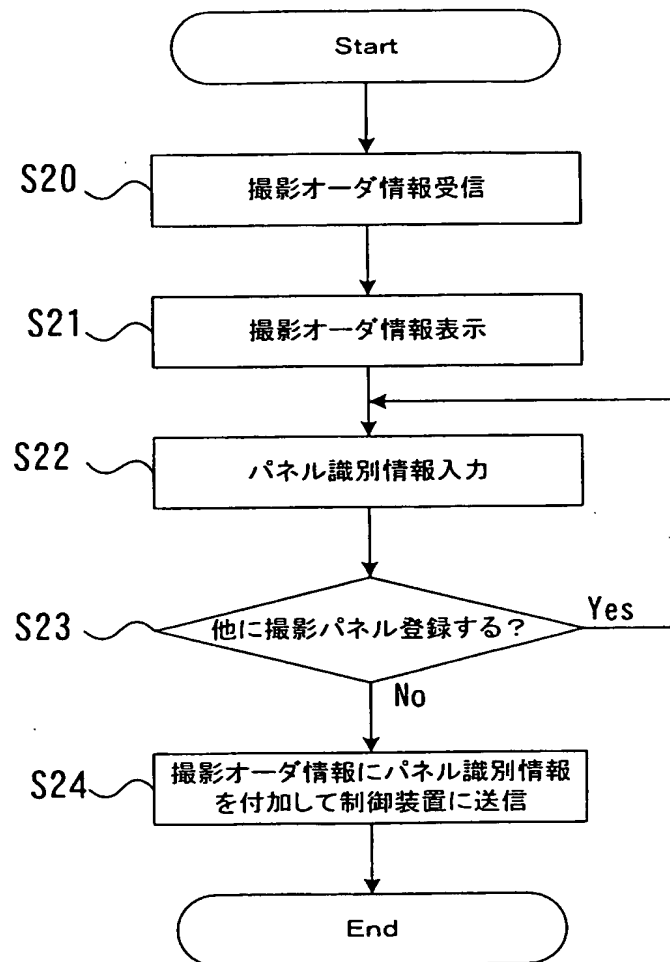 Start
S20
撮影オーダ情報受信
S21
撮影オーダ情報表示
S22
パネル識別情報入力
S23
他に撮影パネル登録する？
Yes
No
S24
撮影オーダ情報にパネル識別情報
を付加して制御装置に送信
End